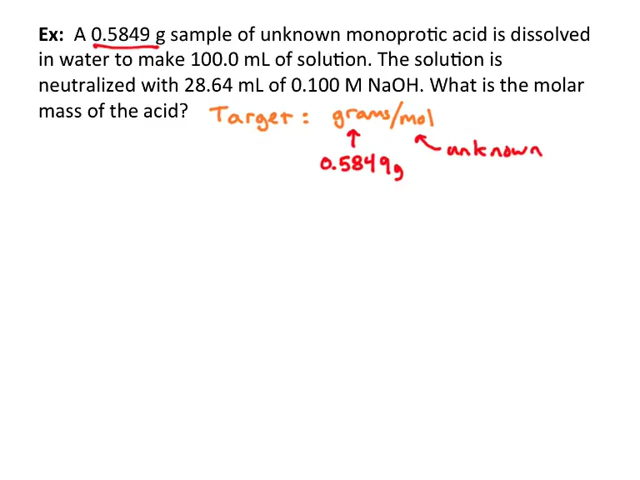 Ex: A 0.5849 g sample of unknown monoprotic acid is dissolved
in water to make 100.0 mL of solution. The solution is
neutralized with 28.64 mL of 0.100 M NaOH. What is the molar
mass of the acid? Target: grams/mol
↑ unknown
0.5849g